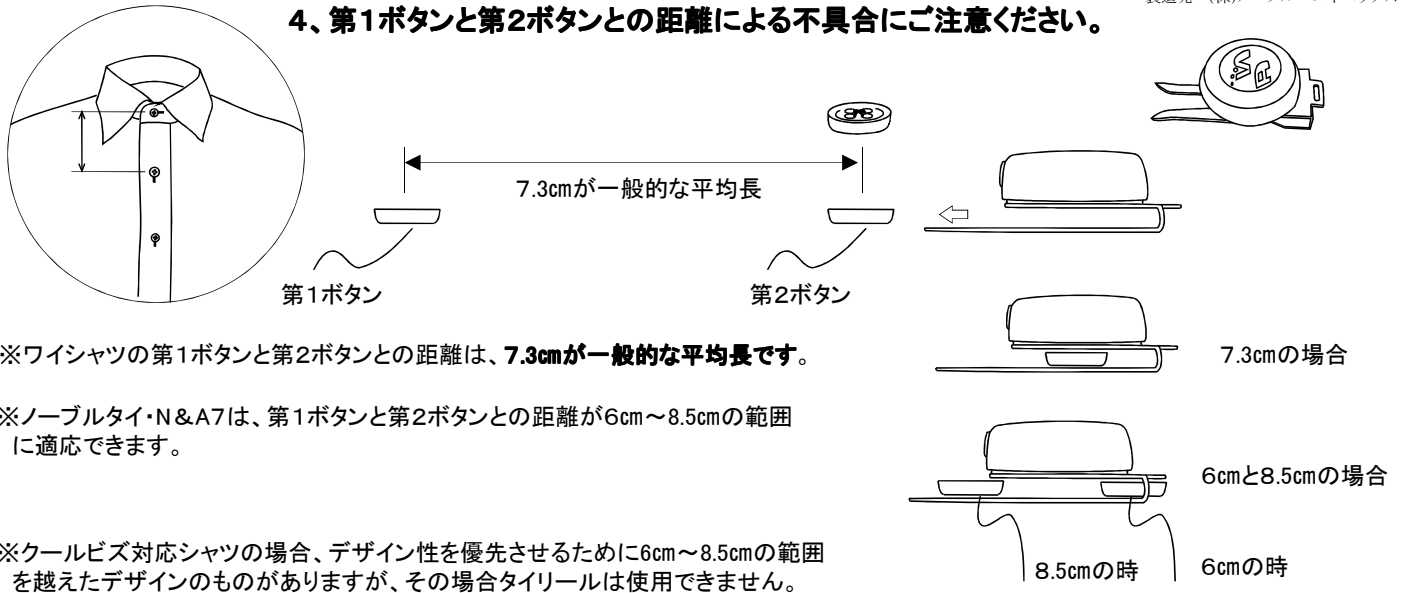 4、第1ボタンと第2ボタンとの距離による不具合にご注意ください。
7.3cmが一般的な平均長
第1ボタン
第2ボタン
※ワイシャツの第1ボタンと第2ボタンとの距離は、7.3cmが一般的な平均長です。
7.3cmの場合
※ノーブルタイ・N&A7は、第1ボタンと第2ボタンとの距離が6cm～8.5cmの範囲
に適応できます。
6cmと8.5cmの場合
※クールビズ対応シャツの場合、デザイン性を優先させるために6cm～8.5cmの範囲
を越えたデザインのものがありますが、その場合タイリールは使用できません。
8.5cmの時
6cmの時